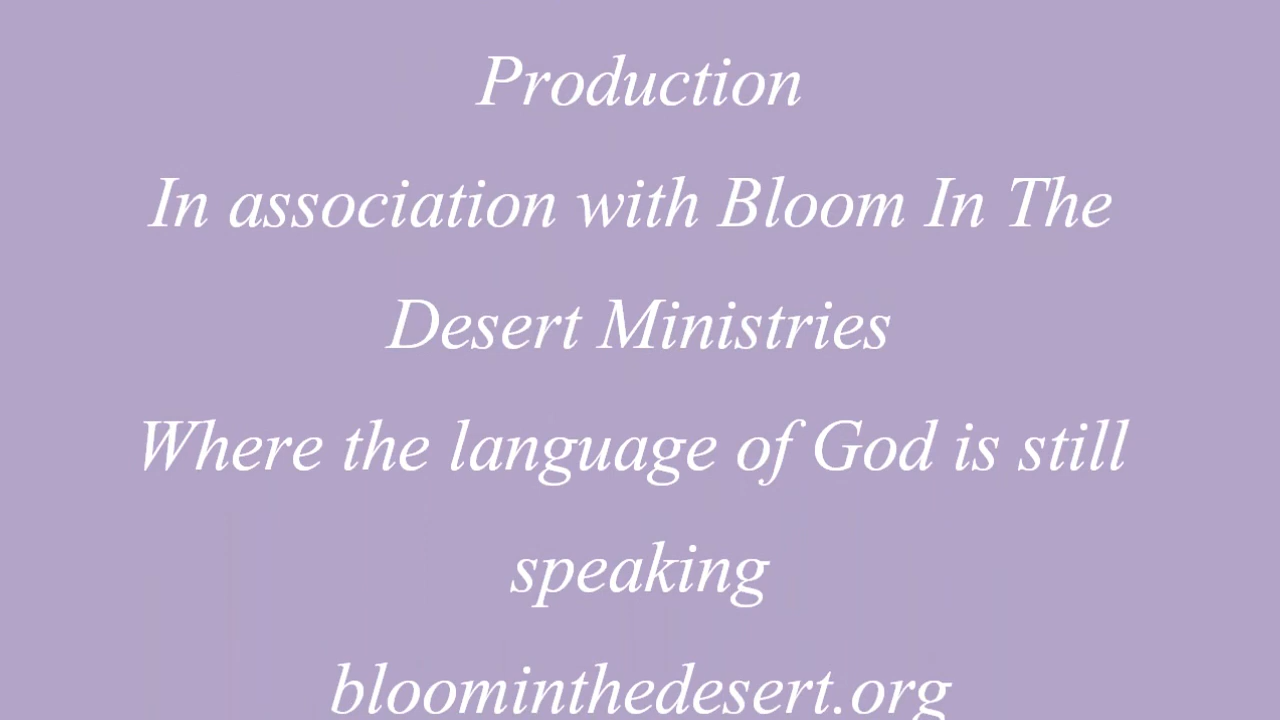 Production
In association with Bloom In The
Desert Ministries
Where the language of God is still
speaking
bloominthedesert.org